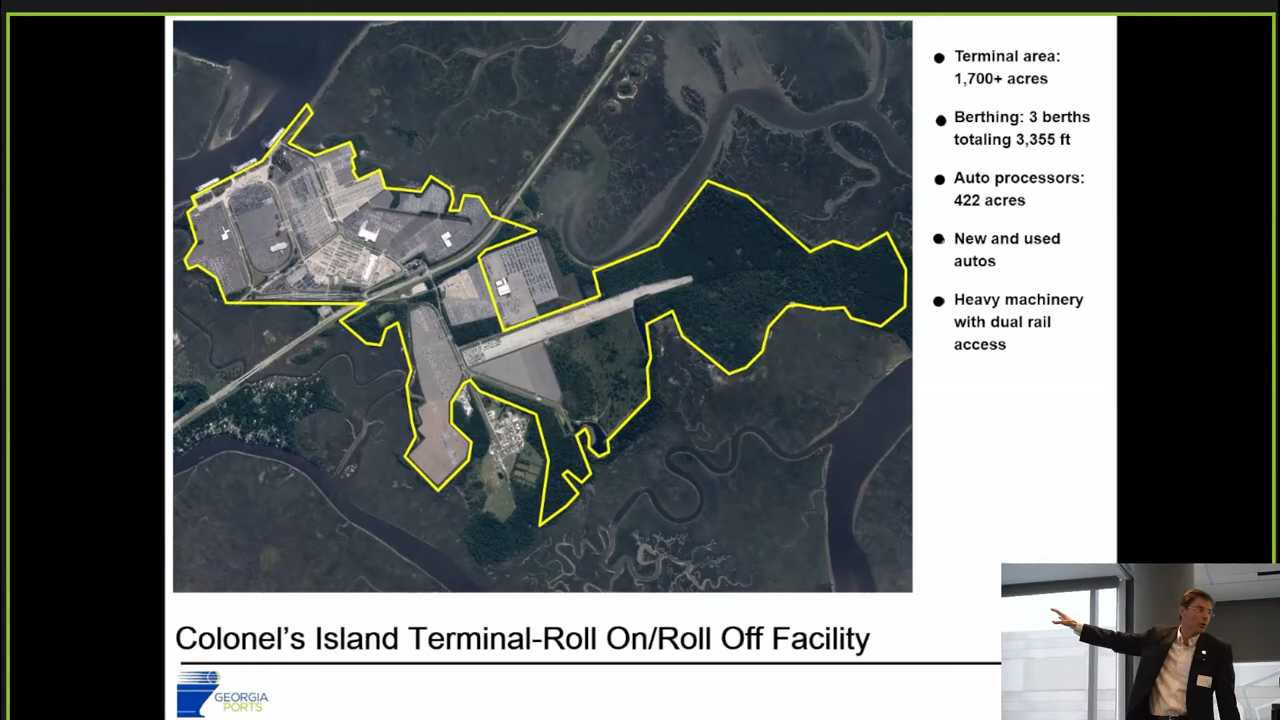 Terminal area:
1,700+ acres
Berthing: 3 berths
totaling 3,355 ft
Auto processors:
422 acres
New and used
autos
Heavy machinery
with dual rail
access
Colonel's Island Terminal-Roll On/Roll Off Facility
GEORGIA
PORTS